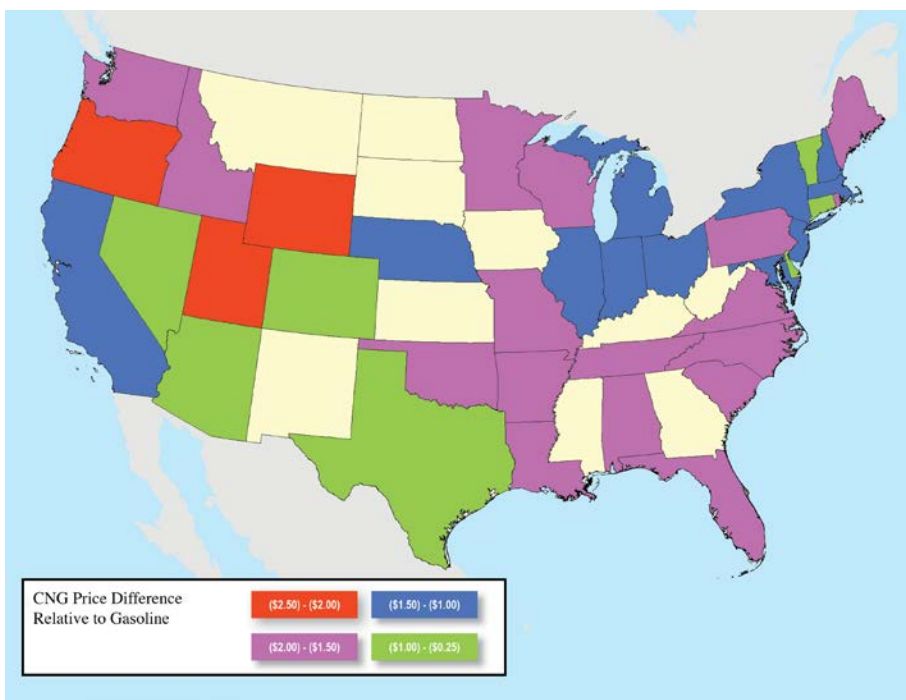 CNG Price Difference
Relative to Gasoline
($2.50) - ($2.00)
($1.50) - ($1.00)
($2.00) - ($1.50)
($1.00) - ($0.25)